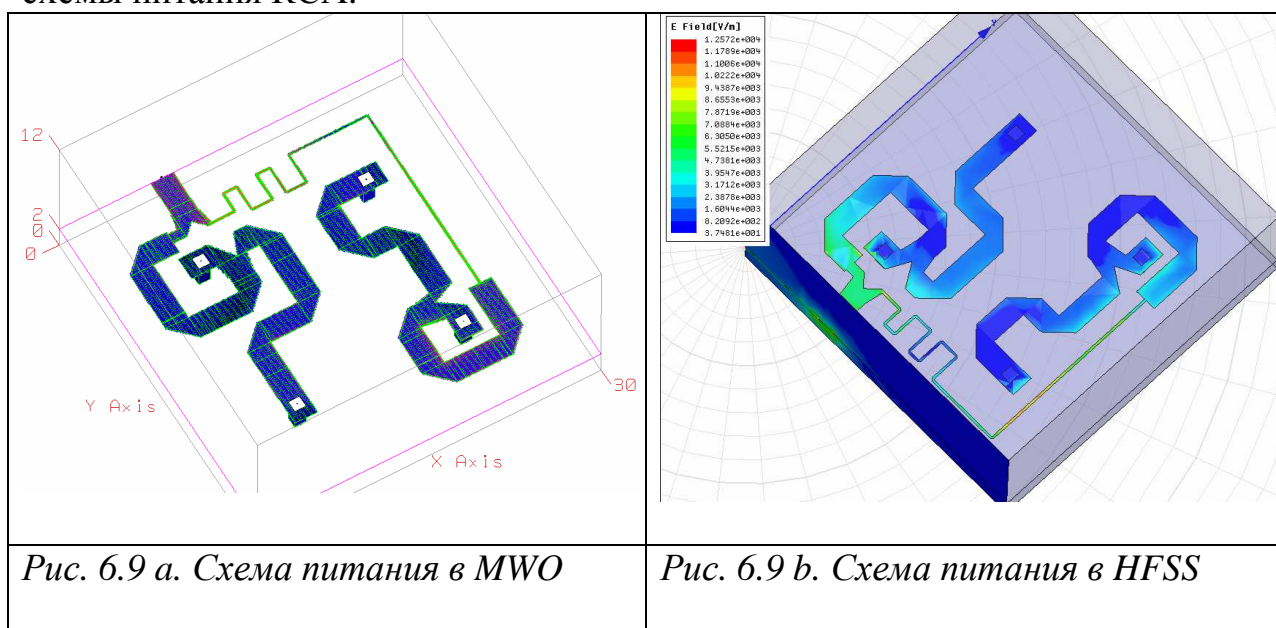 схемы питания КСА.
12
2
0
0
Y Axis
X Axis
30
E Field[V/m]
1.2572e+004
1.1789e+004
1.1006e+004
1.0222e+004
9.4387e+003
8.6553e+003
7.8719e+003
7.0884e+003
6.3050e+003
5.5215e+003
4.7381e+003
3.9547e+003
3.1712e+003
2.3878e+003
1.6044e+003
8.2092e+002
3.7481e+001
Y
Рис. 6.9 a. Схема питания в MWO
Рис. 6.9 b. Схема питания в HFSS